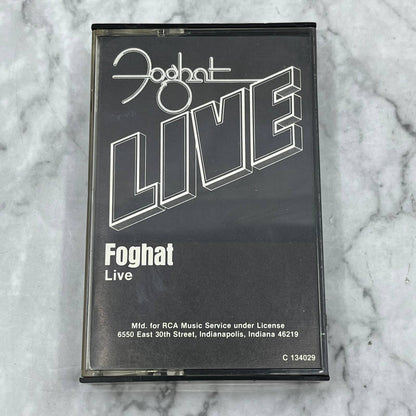 Foghat
LIVE
Foghat
Live
Mfd. for RCA Music Service under License
6550 East 30th Street, Indianapolis, Indiana 46219
C 134029